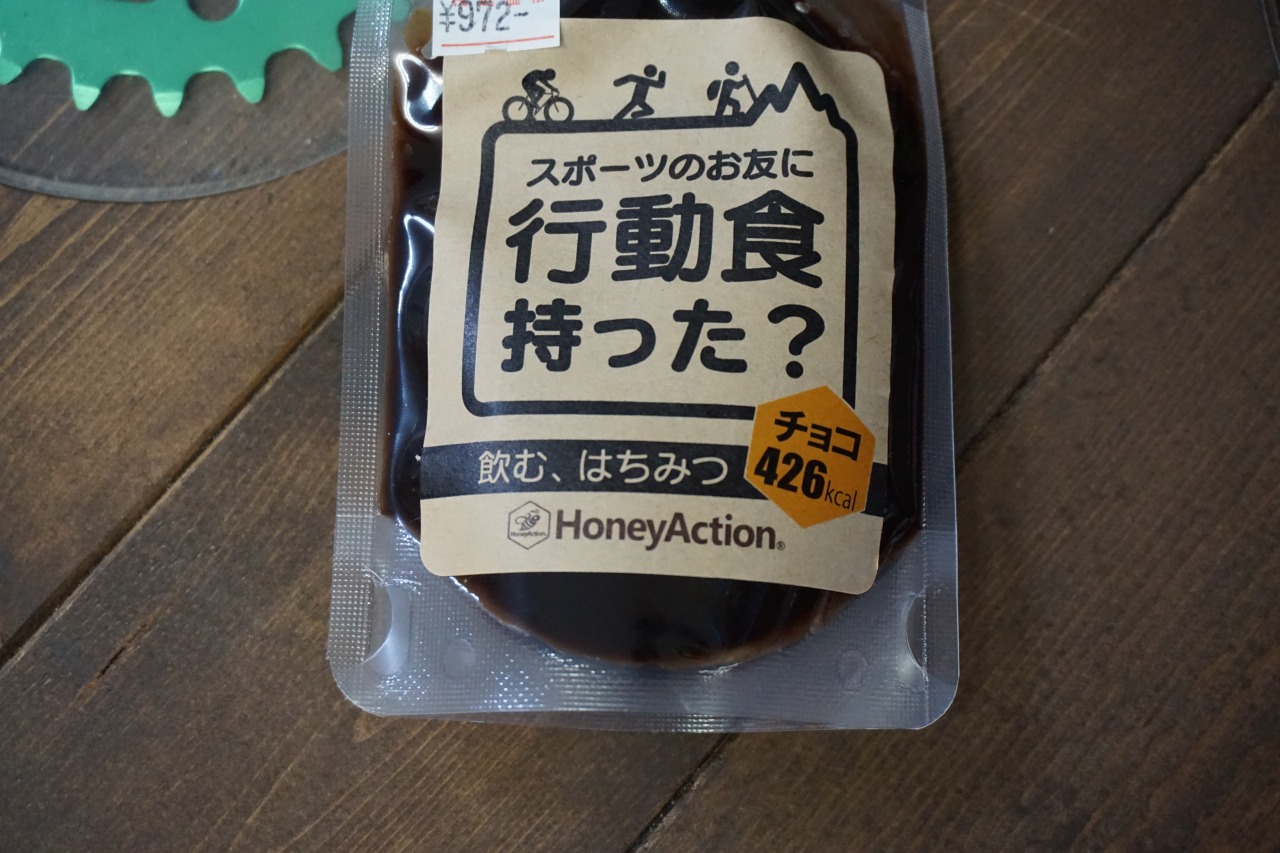 ¥972-
スポーツのお友に
行動食
持った?
チョコ
426kcal
飲む、はちみつ
HoneyAction
HoneyAction®